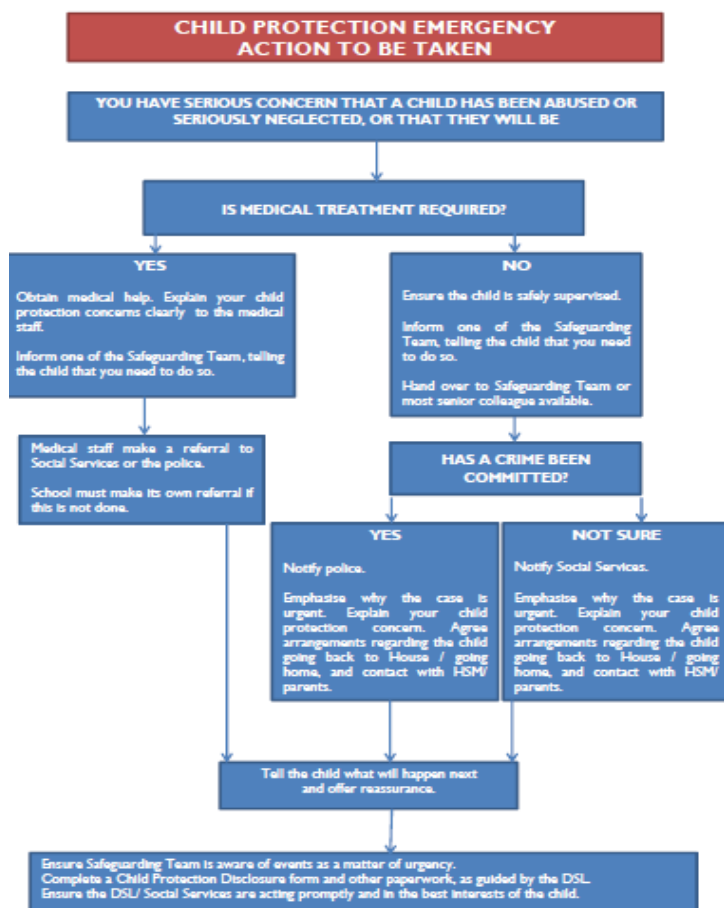 CHILD PROTECTION EMERGENCY
ACTION TO BE TAKEN
YOU HAVE SERIOUS CONCERN THAT A CHILD HAS BEEN ABUSED OR
SERIOUSLY NEGLECTED, OR THAT THEY WILL BE
IS MEDICAL TREATMENT REQUIRED?
YES
Obtain medical help. Explain your child
protection concerns clearly to the medical
staff.
Inform one of the Safeguarding Team, telling
the child that you need to do so.
NO
Ensure the child is safely supervised.
Inform one of the Safeguarding
Team, telling the child that you need
to do so.
Hand over to Safeguarding Team or
most senior colleague available.
Medical staff make a referral to
Social Services or the police.
School must make its own referral if
this is not done.
HAS A CRIME BEEN
COMMITTED?
YES
Notify police.
Emphasise why the case is
urgent. Explain your child
protection concern. Agree
arrangements regarding the child
going back to House / going
home, and contact with HSM/
parents.
NOT SURE
Notify Social Services.
Emphasise why the case is
urgent. Explain your child
protection concern. Agree
arrangements regarding the child
going back to House / going
home, and contact with HSM/
parents.
Tell the child what will happen next
and offer reassurance.
Ensure Safeguarding Team is aware of events as a matter of urgency.
Complete a Child Protection Disclosure form and other paperwork, as guided by the DSL.
Ensure the DSL/ Social Services are acting promptly and in the best interests of the child.